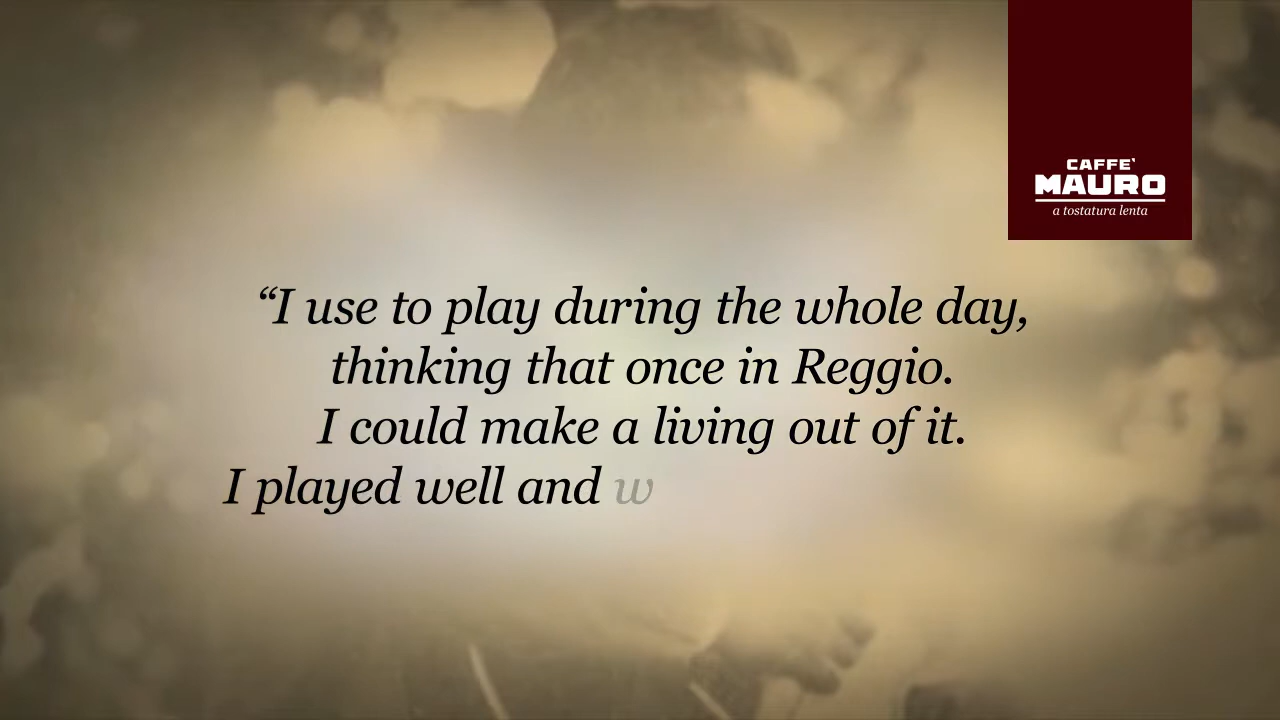 CAFFE'
MAURO
a tostatura lenta
“I use to play during the whole day,
thinking that once in Reggio.
I could make a living out of it.
I played well and w